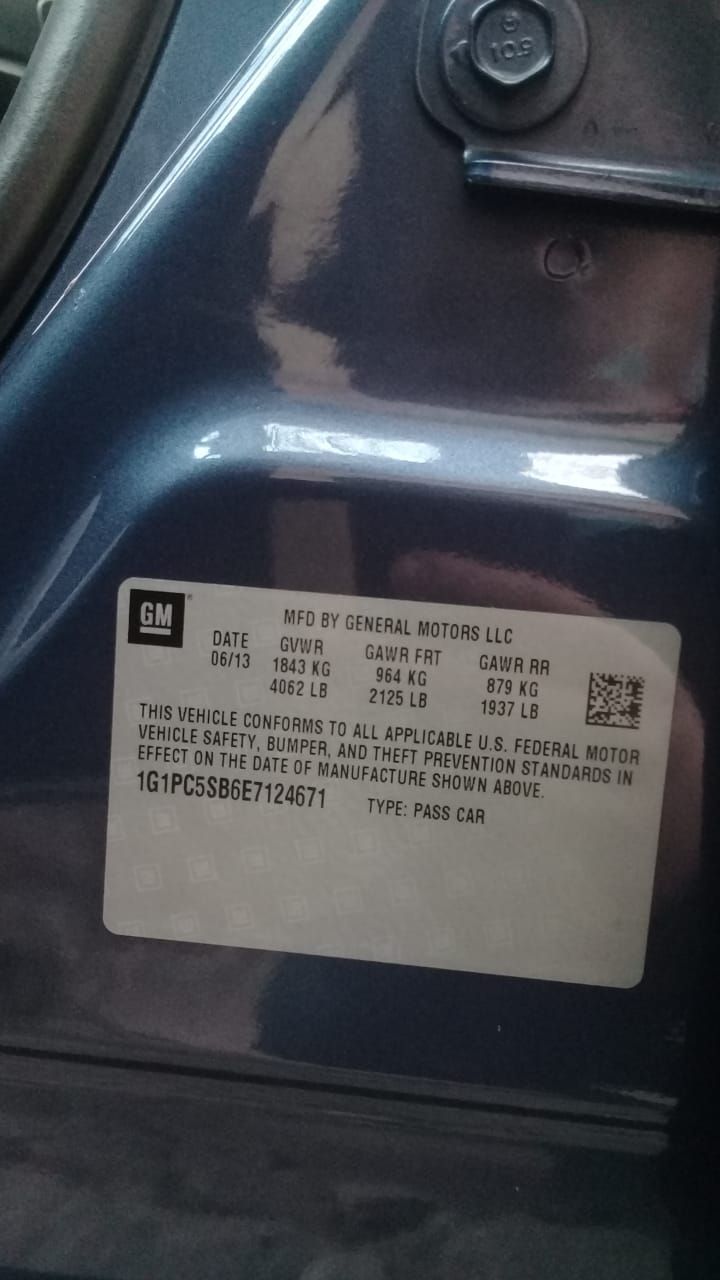 10.9
GM
MFD BY GENERAL MOTORS LLC
DATE GVWR GAWR FRT GAWR RR
06/13 1843 KG 964 KG 879 KG
4062 LB 2125 LB 1937 LB
THIS VEHICLE CONFORMS TO ALL APPLICABLE U.S. FEDERAL MOTOR
VEHICLE SAFETY, BUMPER, AND THEFT PREVENTION STANDARDS IN
EFFECT ON THE DATE OF MANUFACTURE SHOWN ABOVE.
1G1PC5SB6E7124671 TYPE: PASS CAR